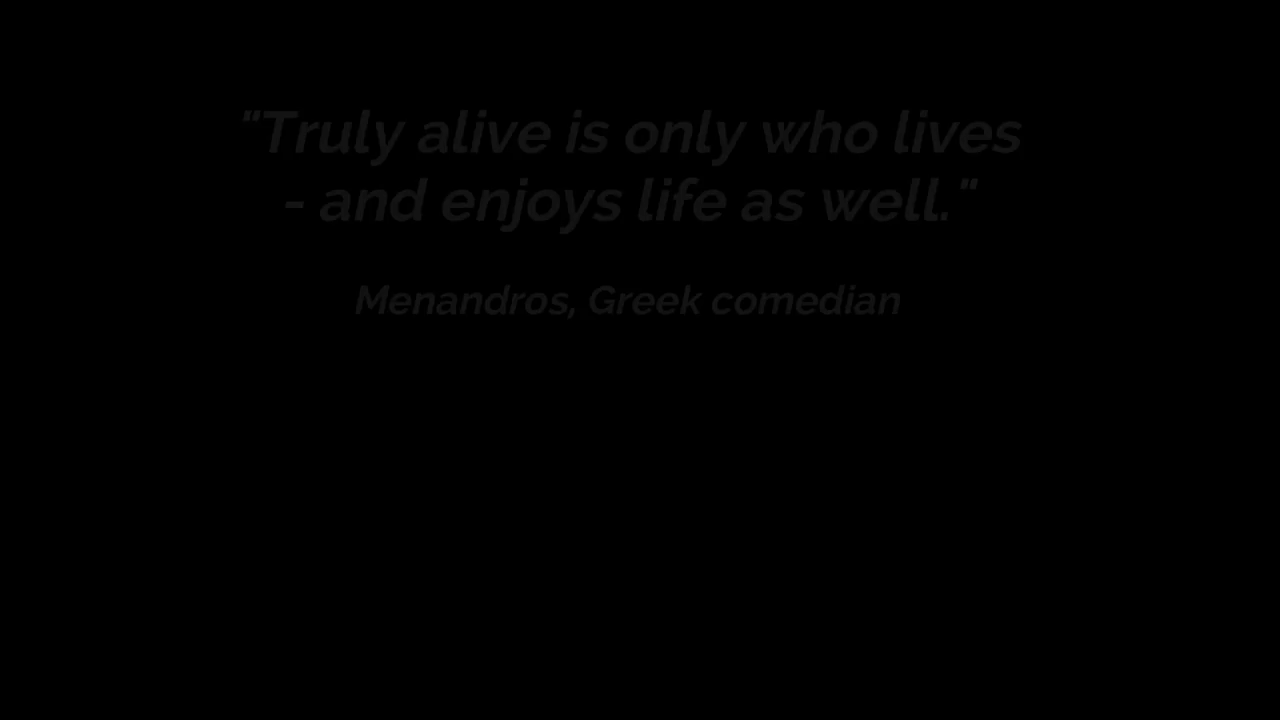 "Truly alive is only who lives
- and enjoys life as well."
Menandros, Greek comedian